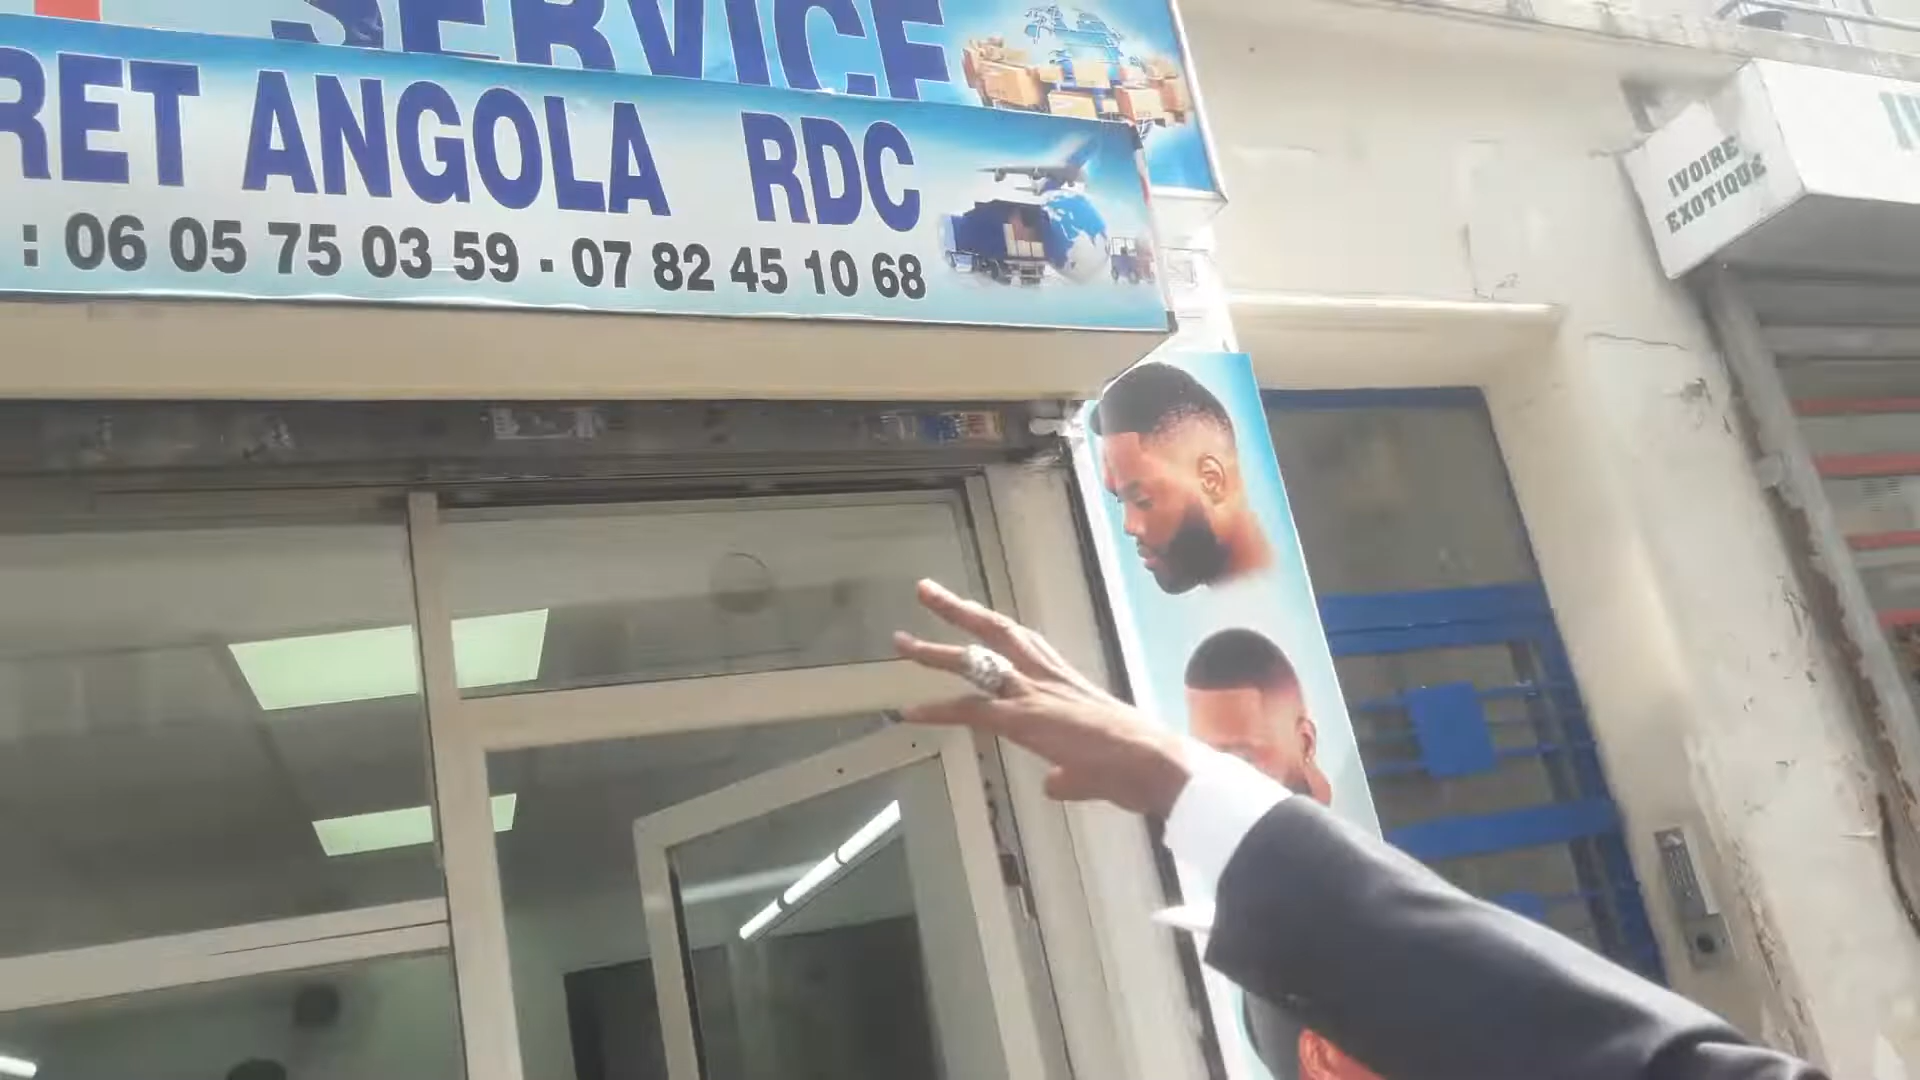 SERVICE
RET ANGOLA RDC
: 06 05 75 03 59 - 07 82 45 10 68
IVOIRE
EXOTIQUE